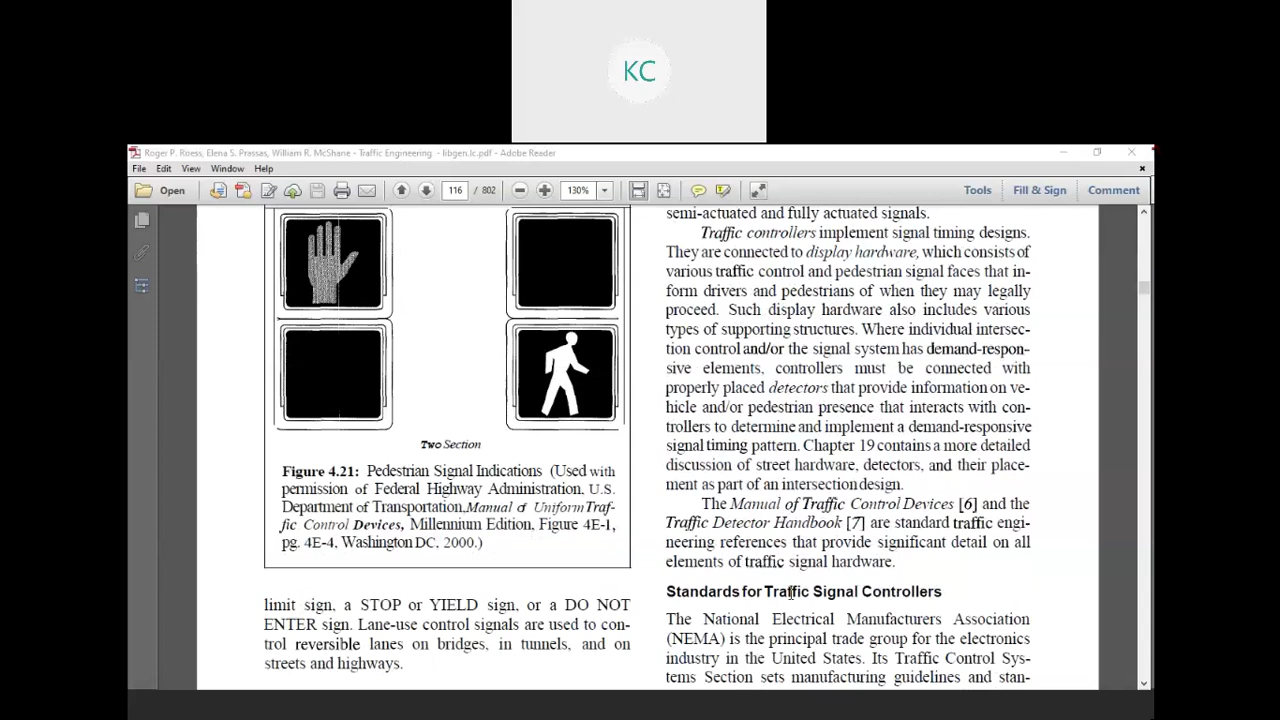 KC
Roger P. Roess, Elena S. Prassas, William R. McShane - Traffic Engineering - libgen.lc.pdf - Adobe Reader
File Edit View Window Help
Open 116 / 802 130% Tools Fill & Sign Comment
Two Section
Figure 4.21: Pedestrian Signal Indications (Used with
permission of Federal Highway Administration, U.S.
Department of Transportation, Manual of Uniform Traf-
fic Control Devices, Millennium Edition, Figure 4E-1,
pg. 4E-4, Washington DC, 2000.)
limit sign, a STOP or YIELD sign, or a DO NOT
ENTER sign. Lane-use control signals are used to con-
trol reversible lanes on bridges, in tunnels, and on
streets and highways.
semi-actuated and fully actuated signals.
Traffic controllers implement signal timing designs.
They are connected to display hardware, which consists of
various traffic control and pedestrian signal faces that in-
form drivers and pedestrians of when they may legally
proceed. Such display hardware also includes various
types of supporting structures. Where individual intersec-
tion control and/or the signal system has demand-respon-
sive elements, controllers must be connected with
properly placed detectors that provide information on ve-
hicle and/or pedestrian presence that interacts with con-
trollers to determine and implement a demand-responsive
signal timing pattern. Chapter 19 contains a more detailed
discussion of street hardware, detectors, and their place-
ment as part of an intersection design.
The Manual of Traffic Control Devices [6] and the
Traffic Detector Handbook [7] are standard traffic engi-
neering references that provide significant detail on all
elements of traffic signal hardware.
Standards for Traffic Signal Controllers
The National Electrical Manufacturers Association
(NEMA) is the principal trade group for the electronics
industry in the United States. Its Traffic Control Sys-
tems Section sets manufacturing guidelines and stan-